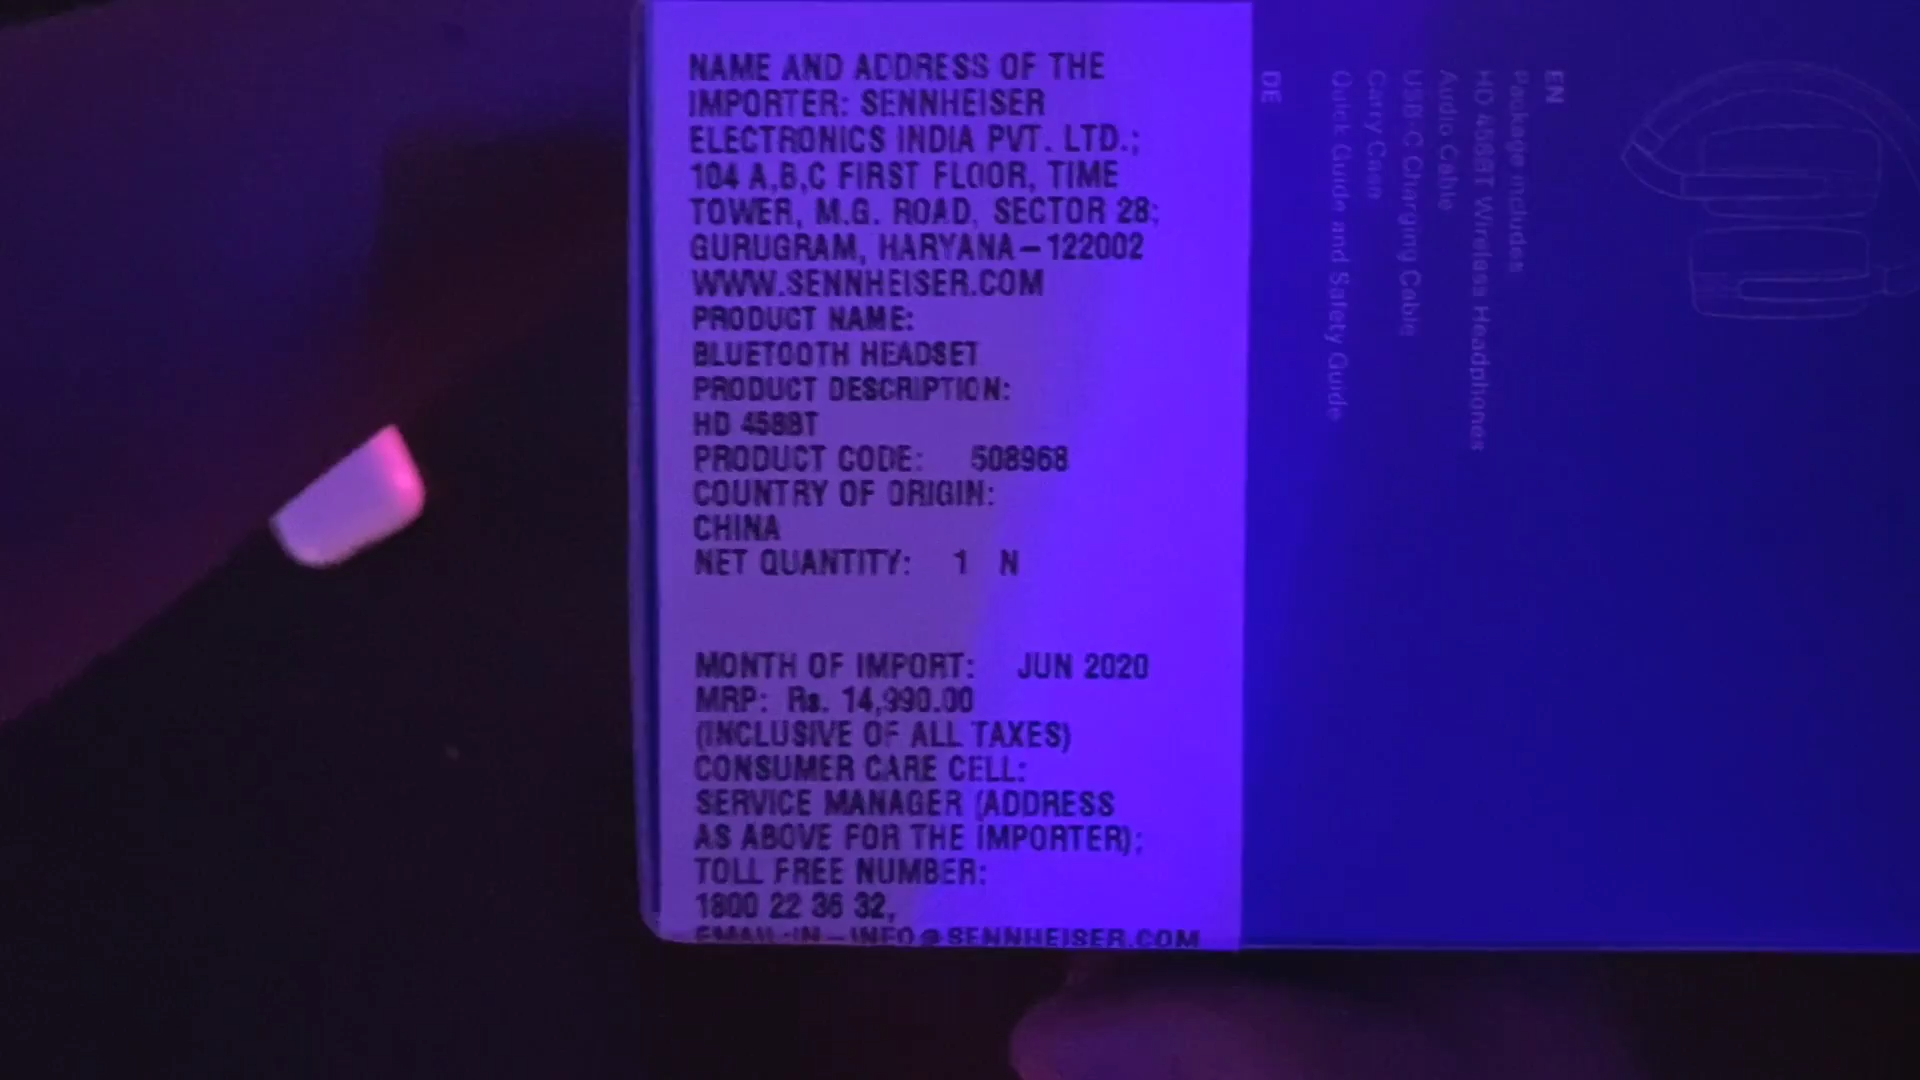 NAME AND ADDRESS OF THE
IMPORTER: SENNHEISER
ELECTRONICS INDIA PVT. LTD.;
104 A,B,C FIRST FLOOR, TIME
TOWER, M.G. ROAD, SECTOR 28;
GURUGRAM, HARYANA – 122002
WWW.SENNHEISER.COM
PRODUCT NAME:
BLUETOOTH HEADSET
PRODUCT DESCRIPTION:
HD 458BT
PRODUCT CODE: 508968
COUNTRY OF ORIGIN:
CHINA
NET QUANTITY: 1 N
MONTH OF IMPORT: JUN 2020
MRP: Rs. 14,990.00
(INCLUSIVE OF ALL TAXES)
CONSUMER CARE CELL:
SERVICE MANAGER (ADDRESS
AS ABOVE FOR THE IMPORTER);
TOLL FREE NUMBER:
1800 22 36 32,
EMAIL:IN–INFO@SENNHEISER.COM
EN
Package includes
HD 458BT Wireless Headphones
Audio Cable
USB-C Charging Cable
Carry Case
Quick Guide and Safety Guide
DE